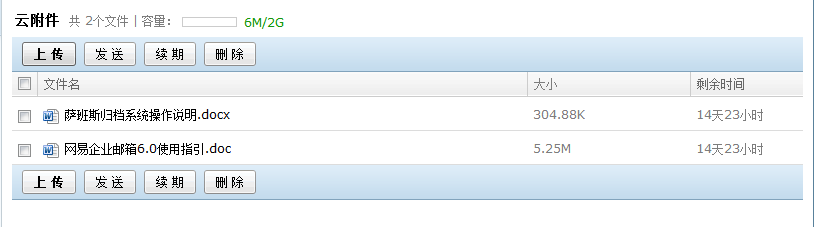 云附件 共 2个文件 | 容量： 6M/2G
上 传 发 送 续 期 删 除
文件名 大小 剩余时间
萨班斯归档系统操作说明.docx 304.88K 14天23小时
网易企业邮箱6.0使用指引.doc 5.25M 14天23小时
上 传 发 送 续 期 删 除